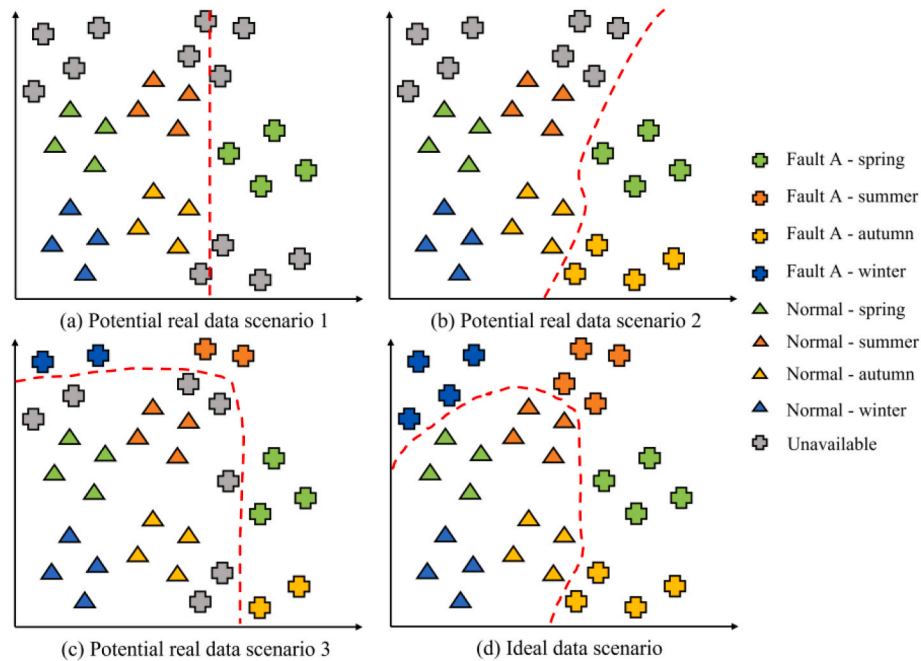 (a) Potential real data scenario 1
(b) Potential real data scenario 2
Fault A - spring
Fault A - summer
Fault A - autumn
Fault A - winter
Normal - spring
Normal - summer
Normal - autumn
Normal - winter
Unavailable
(c) Potential real data scenario 3
(d) Ideal data scenario